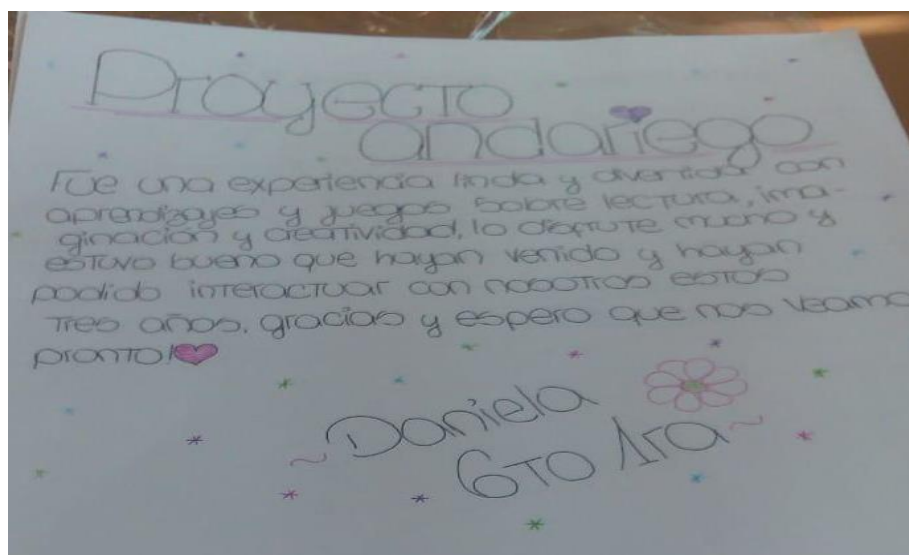 Proyecto
andariego
Fue una experiencia linda y divertida con
aprendizajes y juegos sobre lectura, ima-
ginación y creatividad, lo disfrute mucho y
estuvo bueno que hayan venido y hayan
podido interactuar con nosotros estos
tres años, gracias y espero que nos veamo
pronto!
~Daniela
6to 1ra~